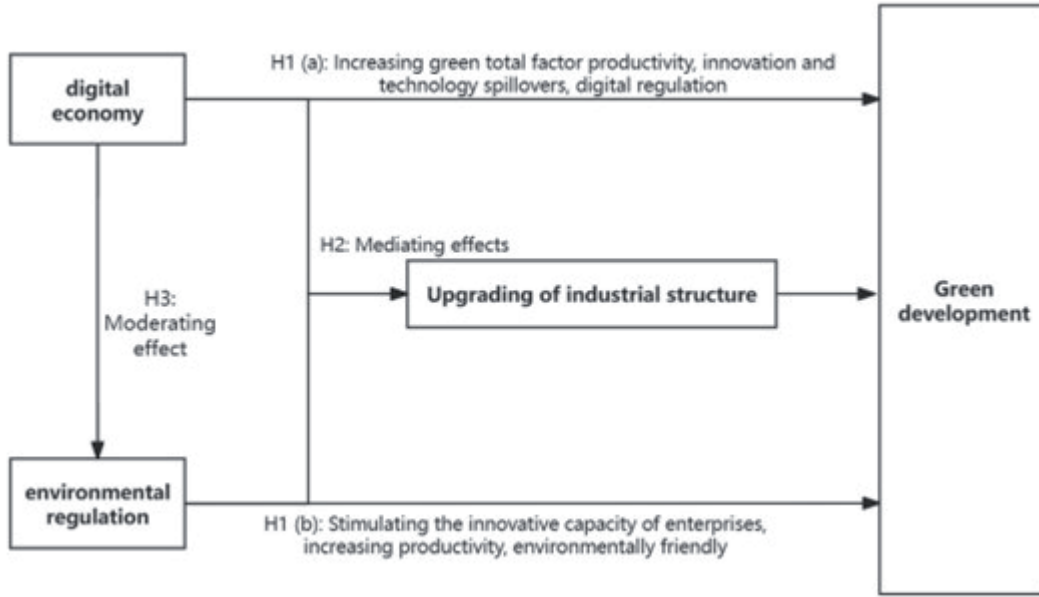 digital
economy
H1 (a): Increasing green total factor productivity, innovation and
technology spillovers, digital regulation
H2: Mediating effects
Upgrading of industrial structure
H3:
Moderating
effect
Green
development
environmental
regulation
H1 (b): Stimulating the innovative capacity of enterprises,
increasing productivity, environmentally friendly